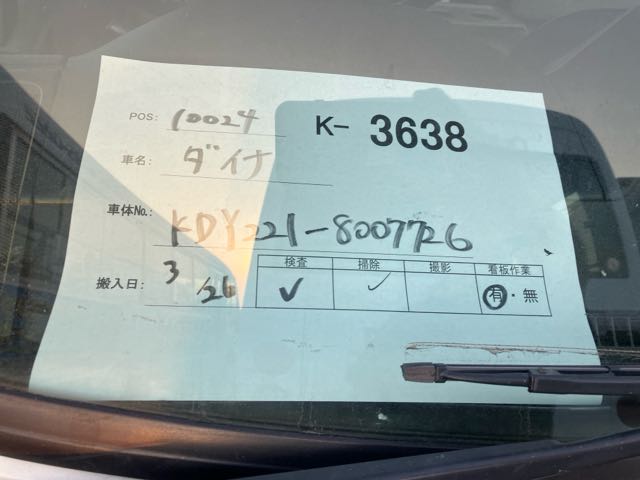 POS: 10024
K- 3638
車名: ダイナ
車体No.: KDY221-8007726
搬入日: 3/26
検査 掃除 撮影 看板作業
✓ ✓ 有・無